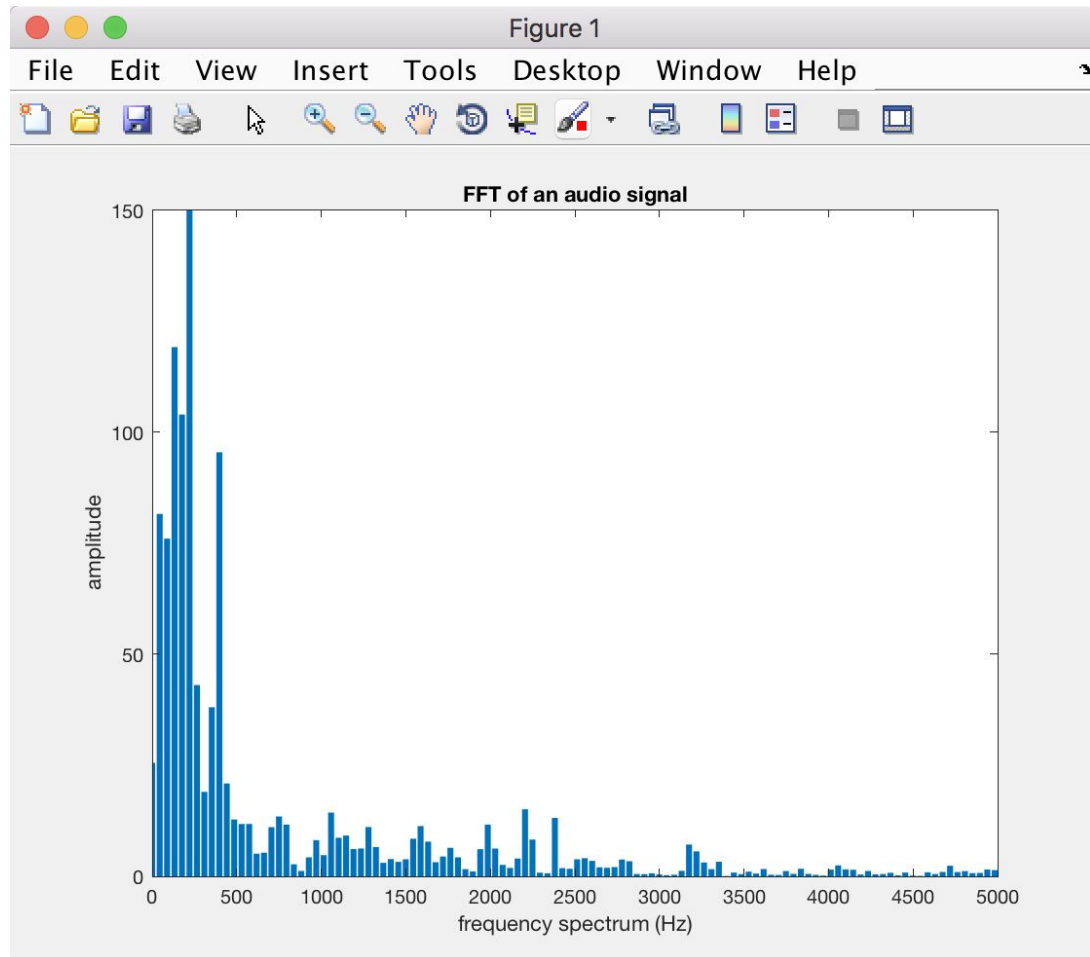 Figure 1
File Edit View Insert Tools Desktop Window Help
FFT of an audio signal
150
100
50
0
amplitude
0 500 1000 1500 2000 2500 3000 3500 4000 4500 5000
frequency spectrum (Hz)